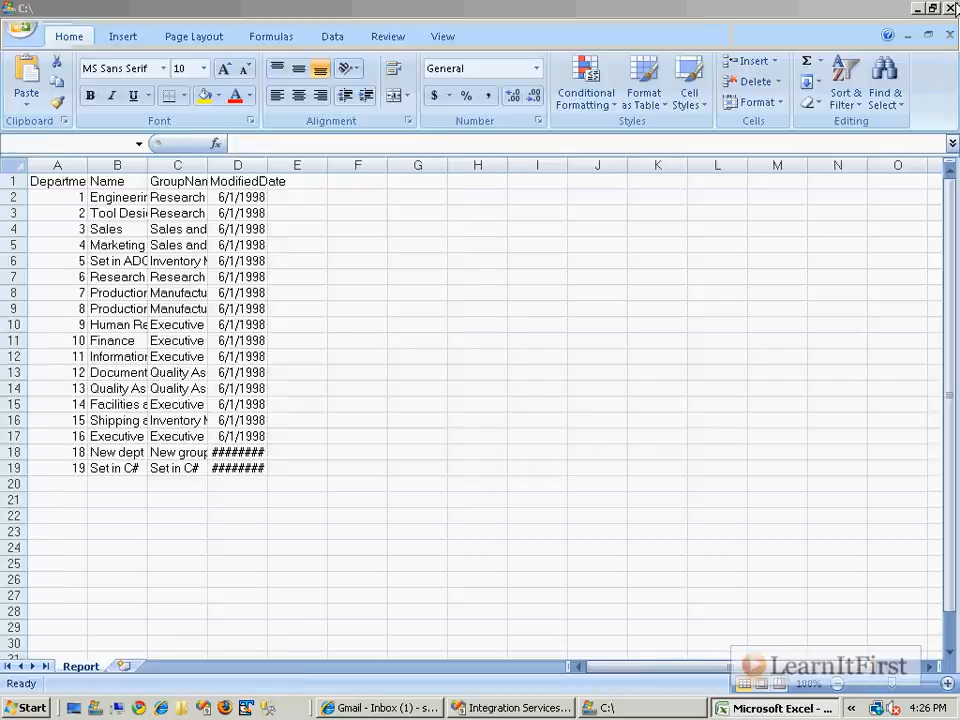 C:\
Home Insert Page Layout Formulas Data Review View
Paste MS Sans Serif 10 A A General Conditional Formatting Format as Table Cell Styles Insert Delete Format Σ Sort & Filter Find & Select
B I U A $ % ,
Clipboard Font Alignment Number Styles Cells Editing
fx
A B C D E F G H I J K L M N O
1 Departme Name GroupNan ModifiedDate
2 1 Engineerin Research 6/1/1998
3 2 Tool Desi Research 6/1/1998
4 3 Sales Sales and 6/1/1998
5 4 Marketing Sales and 6/1/1998
6 5 Set in ADO Inventory M 6/1/1998
7 6 Research Research 6/1/1998
8 7 Production Manufactu 6/1/1998
9 8 Production Manufactu 6/1/1998
10 9 Human Re Executive 6/1/1998
11 10 Finance Executive 6/1/1998
12 11 Information Executive 6/1/1998
13 12 Document Quality As 6/1/1998
14 13 Quality As Quality As 6/1/1998
15 14 Facilities a Executive 6/1/1998
16 15 Shipping a Inventory M 6/1/1998
17 16 Executive Executive 6/1/1998
18 18 New dept New group ########
19 19 Set in C# Set in C# ########
20
21
22
23
24
25
26
27
28
29
30
Report
LearnItFirst
Ready 100%
Start Gmail - Inbox (1) - s... Integration Services... C:\ Microsoft Excel - ... « 4:26 PM